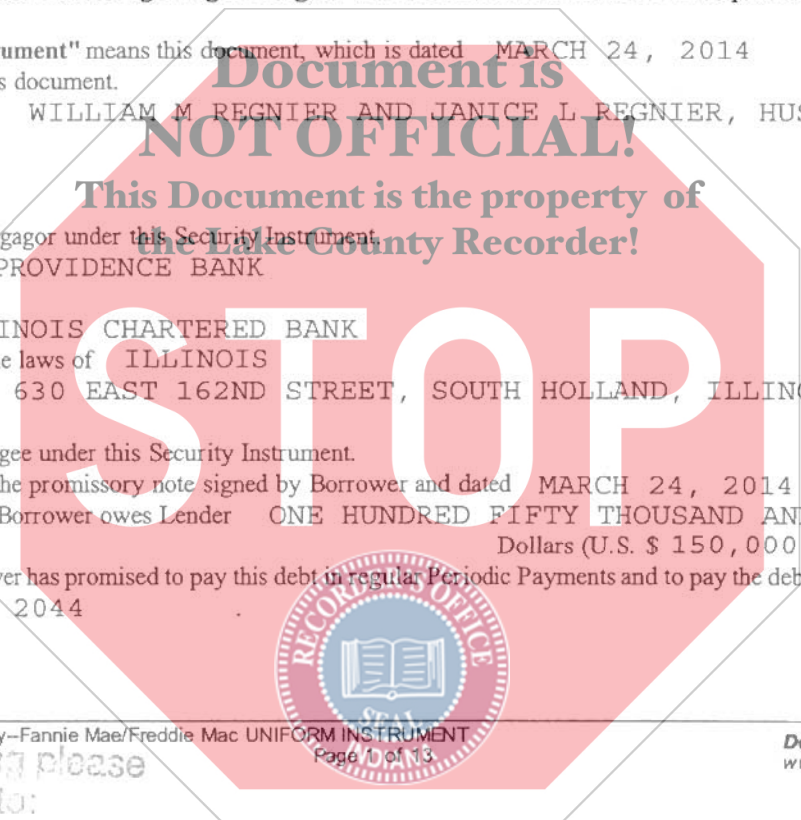 rument" means this document, which is dated MARCH 24, 2014
s document.
WILLIAM M REGNIER AND JANICE L REGNIER, HUS
Document is
NOT OFFICIAL!
This Document is the property of
the Lake County Recorder!
gagor under this Security Instrument.
PROVIDENCE BANK
INOIS CHARTERED BANK
e laws of ILLINOIS
630 EAST 162ND STREET, SOUTH HOLLAND, ILLINO
STOP
gee under this Security Instrument.
he promissory note signed by Borrower and dated MARCH 24, 2014
Borrower owes Lender ONE HUNDRED FIFTY THOUSAND AN
Dollars (U.S. $ 150,000
er has promised to pay this debt in regular Periodic Payments and to pay the deb
2044 .
RECORDER'S OFFICE
SEAL
INDIANA
y–Fannie Mae/Freddie Mac UNIFORM INSTRUMENT
Page 1 of 13
please
to: